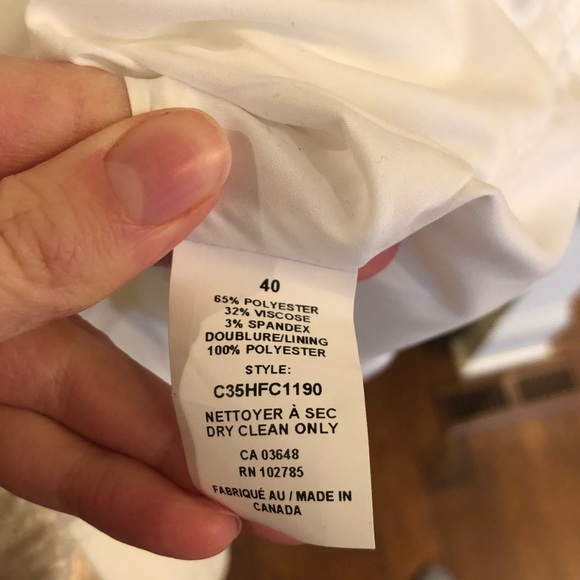 40
65% POLYESTER
32% VISCOSE
3% SPANDEX
DOUBLURE/LINING
100% POLYESTER
STYLE:
C35HFC1190
NETTOYER À SEC
DRY CLEAN ONLY
CA 03648
RN 102785
FABRIQUÉ AU / MADE IN
CANADA